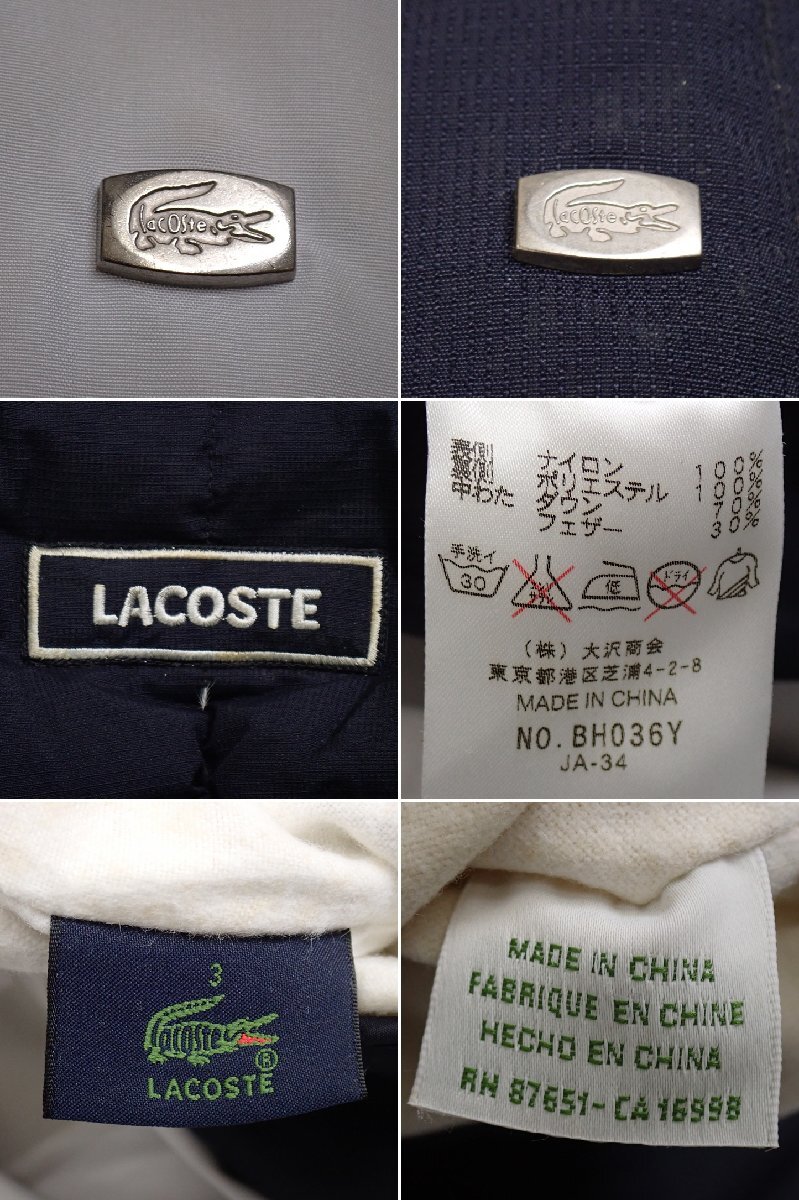 Lacoste
Lacoste
LACOSTE
表側 ナイロン 100%
裏側 ポリエステル 100%
中わた ダウン 70%
フェザー 30%
手洗イ
30
低
ドライ
(株) 大沢商会
東京都港区芝浦4-2-8
MADE IN CHINA
NO. BH036Y
JA-34
3
Lacoste
®
LACOSTE
MADE IN CHINA
FABRIQUE EN CHINE
HECHO EN CHINA
RN 87651-CA 16998